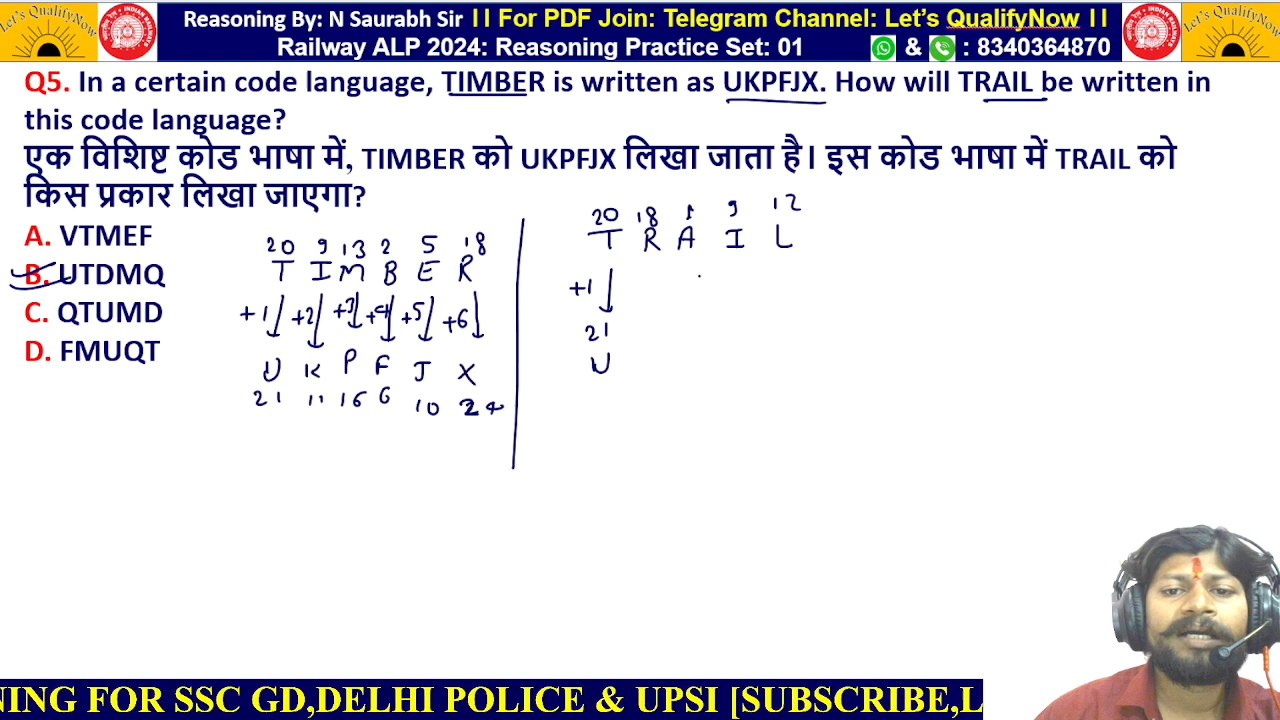 Let's QualifyNow
Reasoning By: N Saurabh Sir II For PDF Join: Telegram Channel: Let's QualifyNow II
Railway ALP 2024: Reasoning Practice Set: 01 & : 8340364870
Let's QualifyNow
Q5. In a certain code language, TIMBER is written as UKPFJX. How will TRAIL be written in
this code language?
एक विशिष्ट कोड भाषा में, TIMBER को UKPFJX लिखा जाता है। इस कोड भाषा में TRAIL को
किस प्रकार लिखा जाएगा?
A. VTMEF
B. UTDMQ
C. QTUMD
D. FMUQT
20 9 13 2 5 18
T I M B E R
+1 +2 +3 +4 +5 +6
U K P F J X
21 11 16 6 10 24
20 18 1 9 12
T R A I L
+1
21
U
NING FOR SSC GD,DELHI POLICE & UPSI [SUBSCRIBE,L